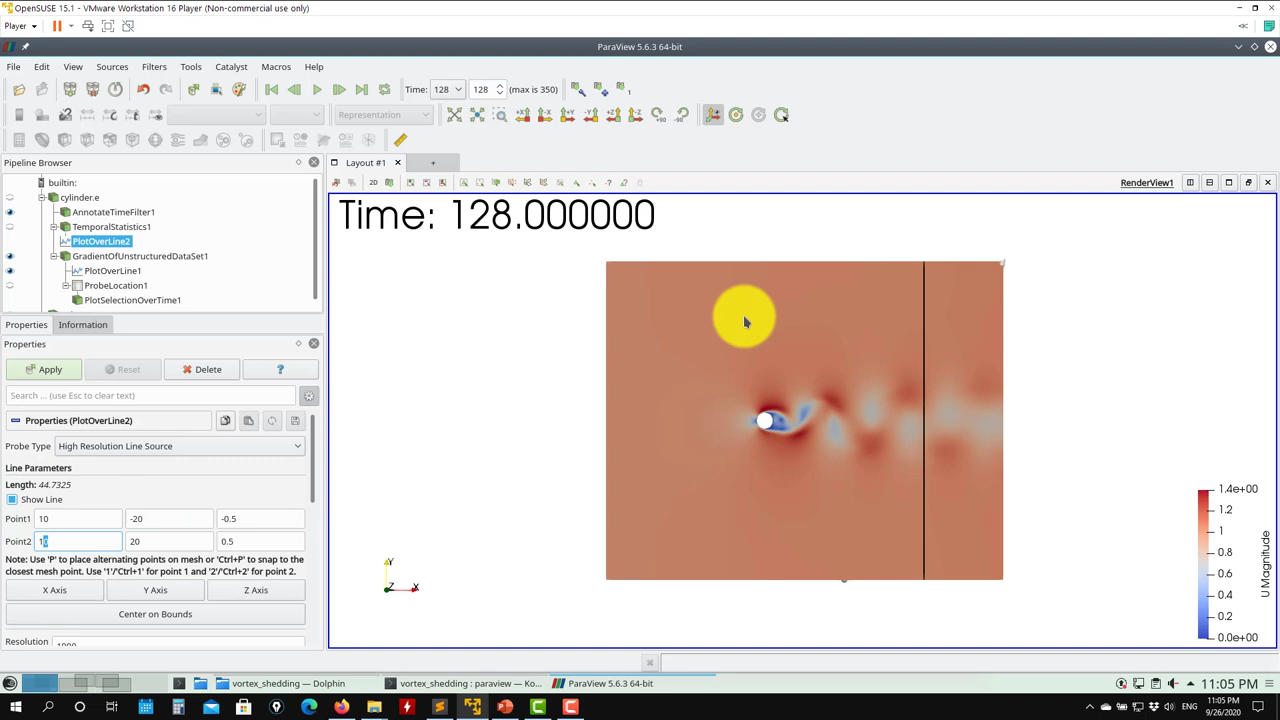 OpenSUSE 15.1 - VMware Workstation 16 Player (Non-commercial use only)
Player
ParaView 5.6.3 64-bit
File Edit View Sources Filters Tools Catalyst Macros Help
Time: 128 128 (max is 350)
Representation
Pipeline Browser
Layout #1
builtin:
cylinder.e
AnnotateTimeFilter1
TemporalStatistics1
PlotOverLine2
GradientOfUnstructuredDataSet1
PlotOverLine1
ProbeLocation1
PlotSelectionOverTime1
2D
RenderView1
Time: 128.000000
Properties Information
Properties
Apply Reset Delete ?
Search ... (use Esc to clear text)
Properties (PlotOverLine2)
Probe Type High Resolution Line Source
Line Parameters
Length: 44.7325
Show Line
Point1 10 -20 -0.5
Point2 10 20 0.5
Note: Use 'P' to place alternating points on mesh or 'Ctrl+P' to snap to the
closest mesh point. Use '1'/'Ctrl+1' for point 1 and '2'/'Ctrl+2' for point 2.
X Axis Y Axis Z Axis
Center on Bounds
Resolution 1000
Y
Z X
1.4e+00
1.2
1
0.8
0.6
0.4
0.2
0.0e+00
U Magnitude
vortex_shedding — Dolphin
vortex_shedding : paraview — Ko...
ParaView 5.6.3 64-bit
11:05 PM
11:05 PM
9/26/2020